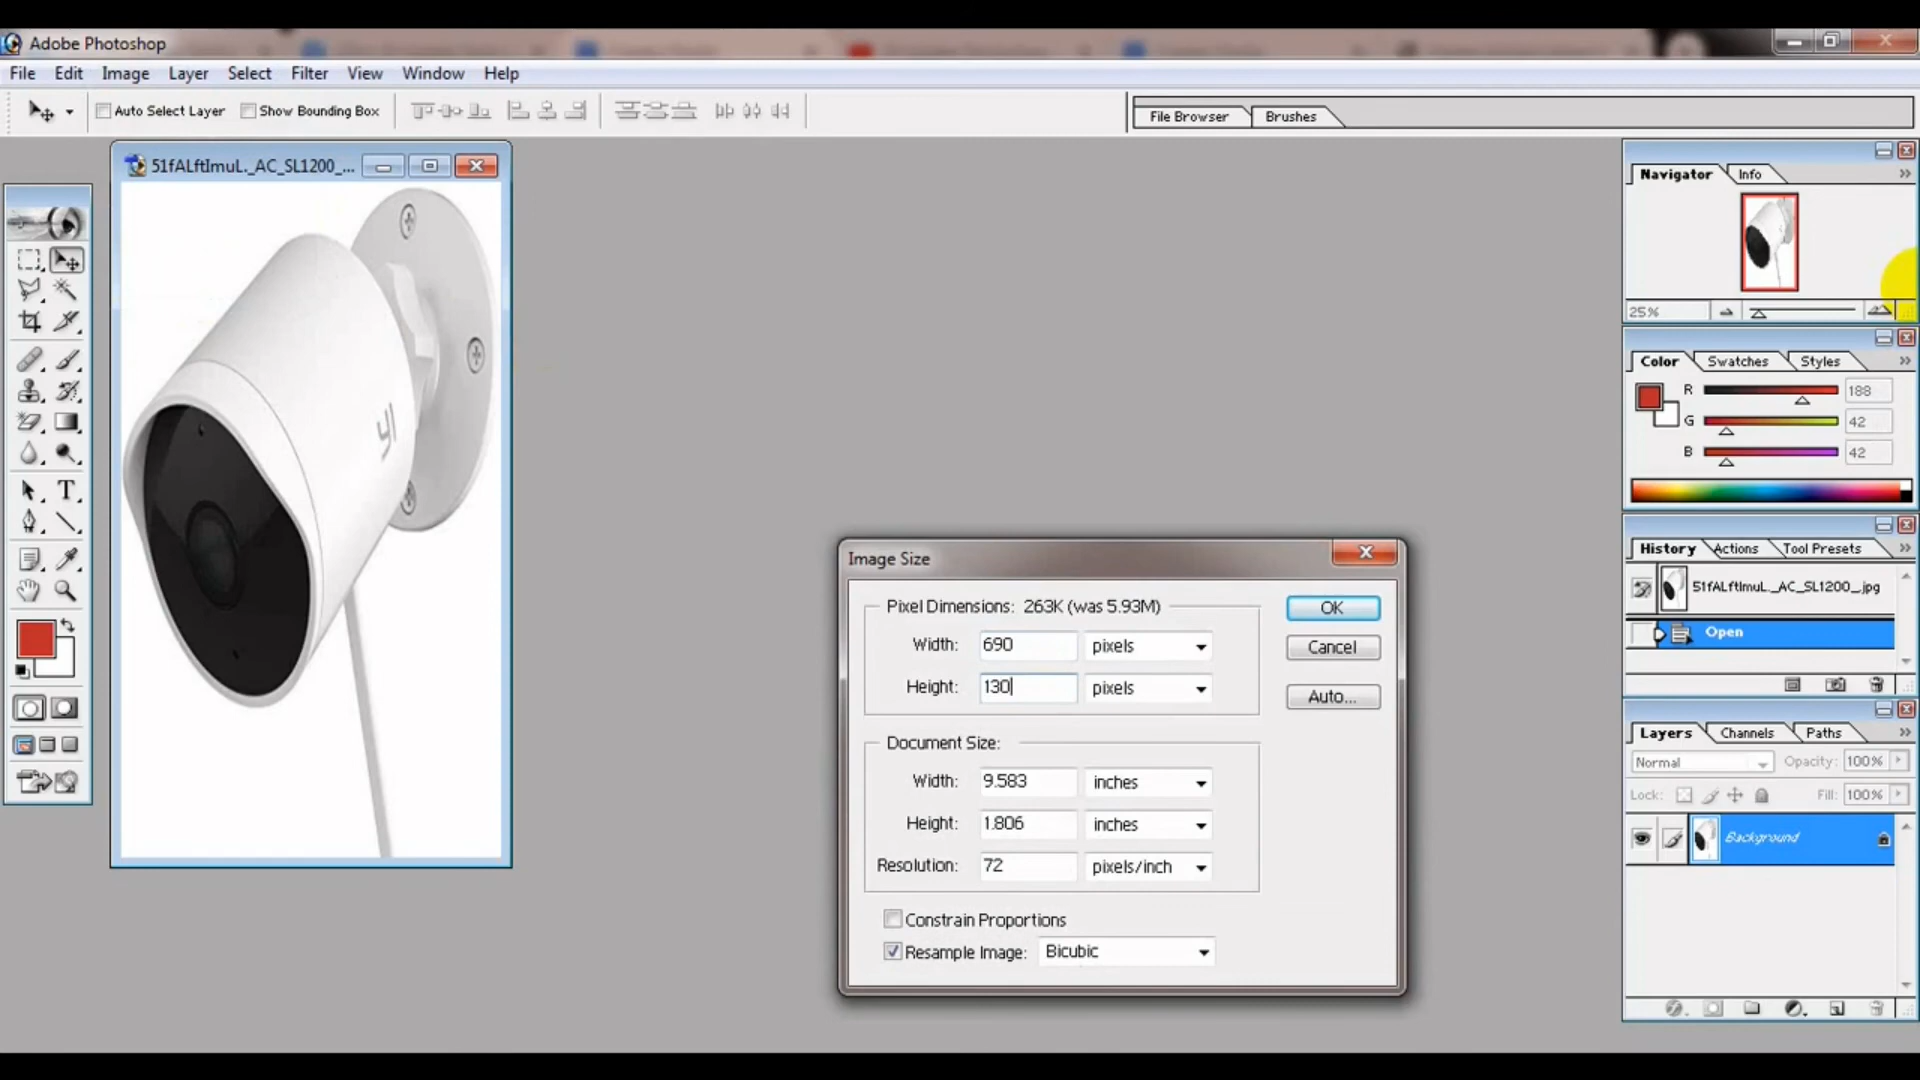 Adobe Photoshop
File Edit Image Layer Select Filter View Window Help
Auto Select Layer Show Bounding Box
File Browser Brushes
51fALftImuL._AC_SL1200_...
yi
Navigator Info
25%
Color Swatches Styles
R 188
G 42
B 42
History Actions Tool Presets
51fALftImuL._AC_SL1200_.jpg
Open
Layers Channels Paths
Normal Opacity: 100%
Lock: Fill: 100%
Background
Image Size
Pixel Dimensions: 263K (was 5.93M)
Width: 690 pixels
Height: 130 pixels
OK
Cancel
Auto...
Document Size:
Width: 9.583 inches
Height: 1.806 inches
Resolution: 72 pixels/inch
Constrain Proportions
Resample Image: Bicubic